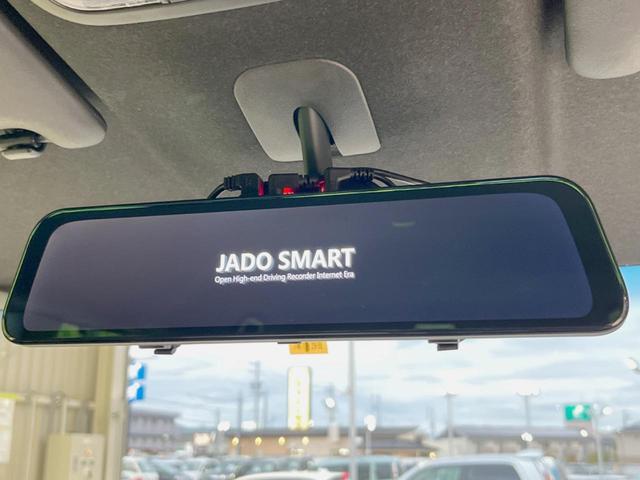 JADO SMART
Open High-end Driving Recorder Internet Era